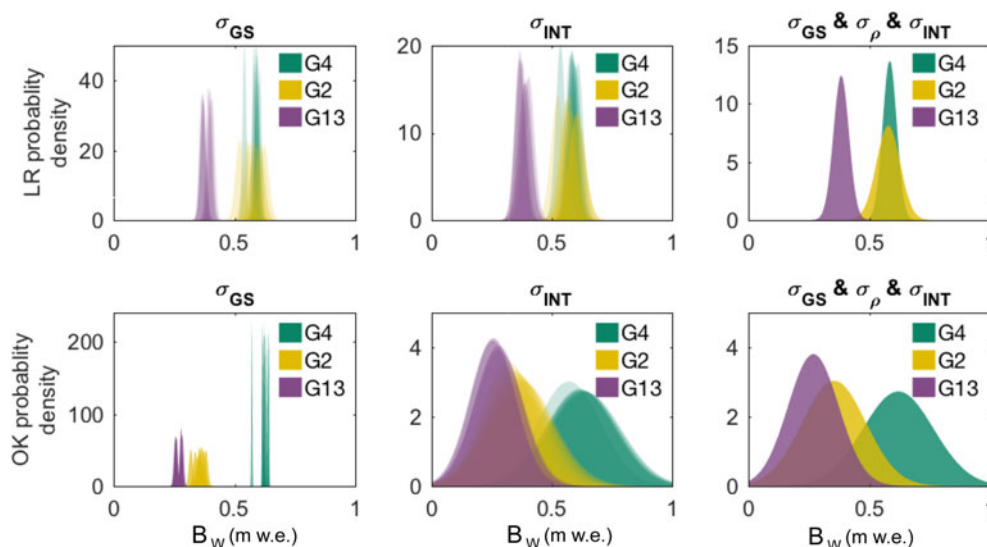 σGS
σINT
σGS & σρ & σINT
LR probablity
density
40
20
0
0
0.5
1
G4
G2
G13
20
10
0
0
0.5
1
G4
G2
G13
15
10
5
0
0
0.5
1
G4
G2
G13
σGS
σINT
σGS & σρ & σINT
OK probablity
density
200
100
0
0
0.5
1
G4
G2
G13
Bw (m w.e.)
4
2
0
0
0.5
1
G4
G2
G13
Bw (m w.e.)
4
2
0
0
0.5
1
G4
G2
G13
Bw (m w.e.)